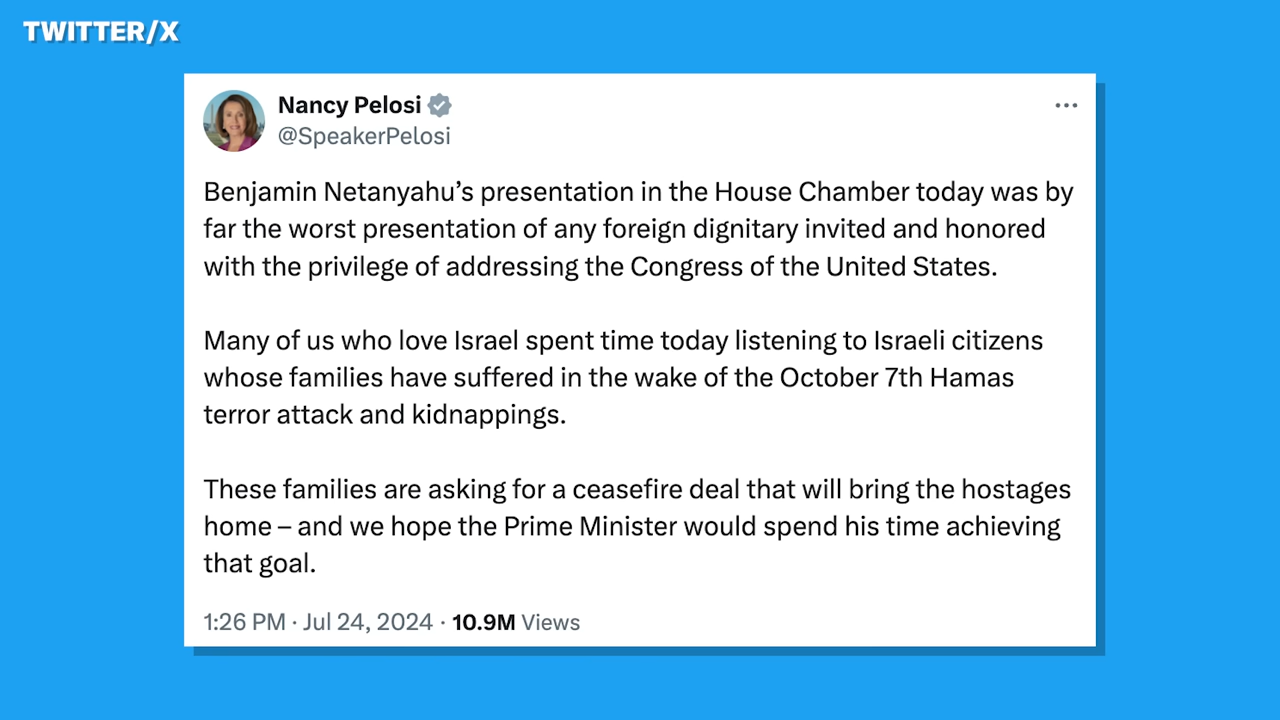 TWITTER/X
Nancy Pelosi
@SpeakerPelosi
Benjamin Netanyahu’s presentation in the House Chamber today was by
far the worst presentation of any foreign dignitary invited and honored
with the privilege of addressing the Congress of the United States.
Many of us who love Israel spent time today listening to Israeli citizens
whose families have suffered in the wake of the October 7th Hamas
terror attack and kidnappings.
These families are asking for a ceasefire deal that will bring the hostages
home – and we hope the Prime Minister would spend his time achieving
that goal.
1:26 PM · Jul 24, 2024 · 10.9M Views